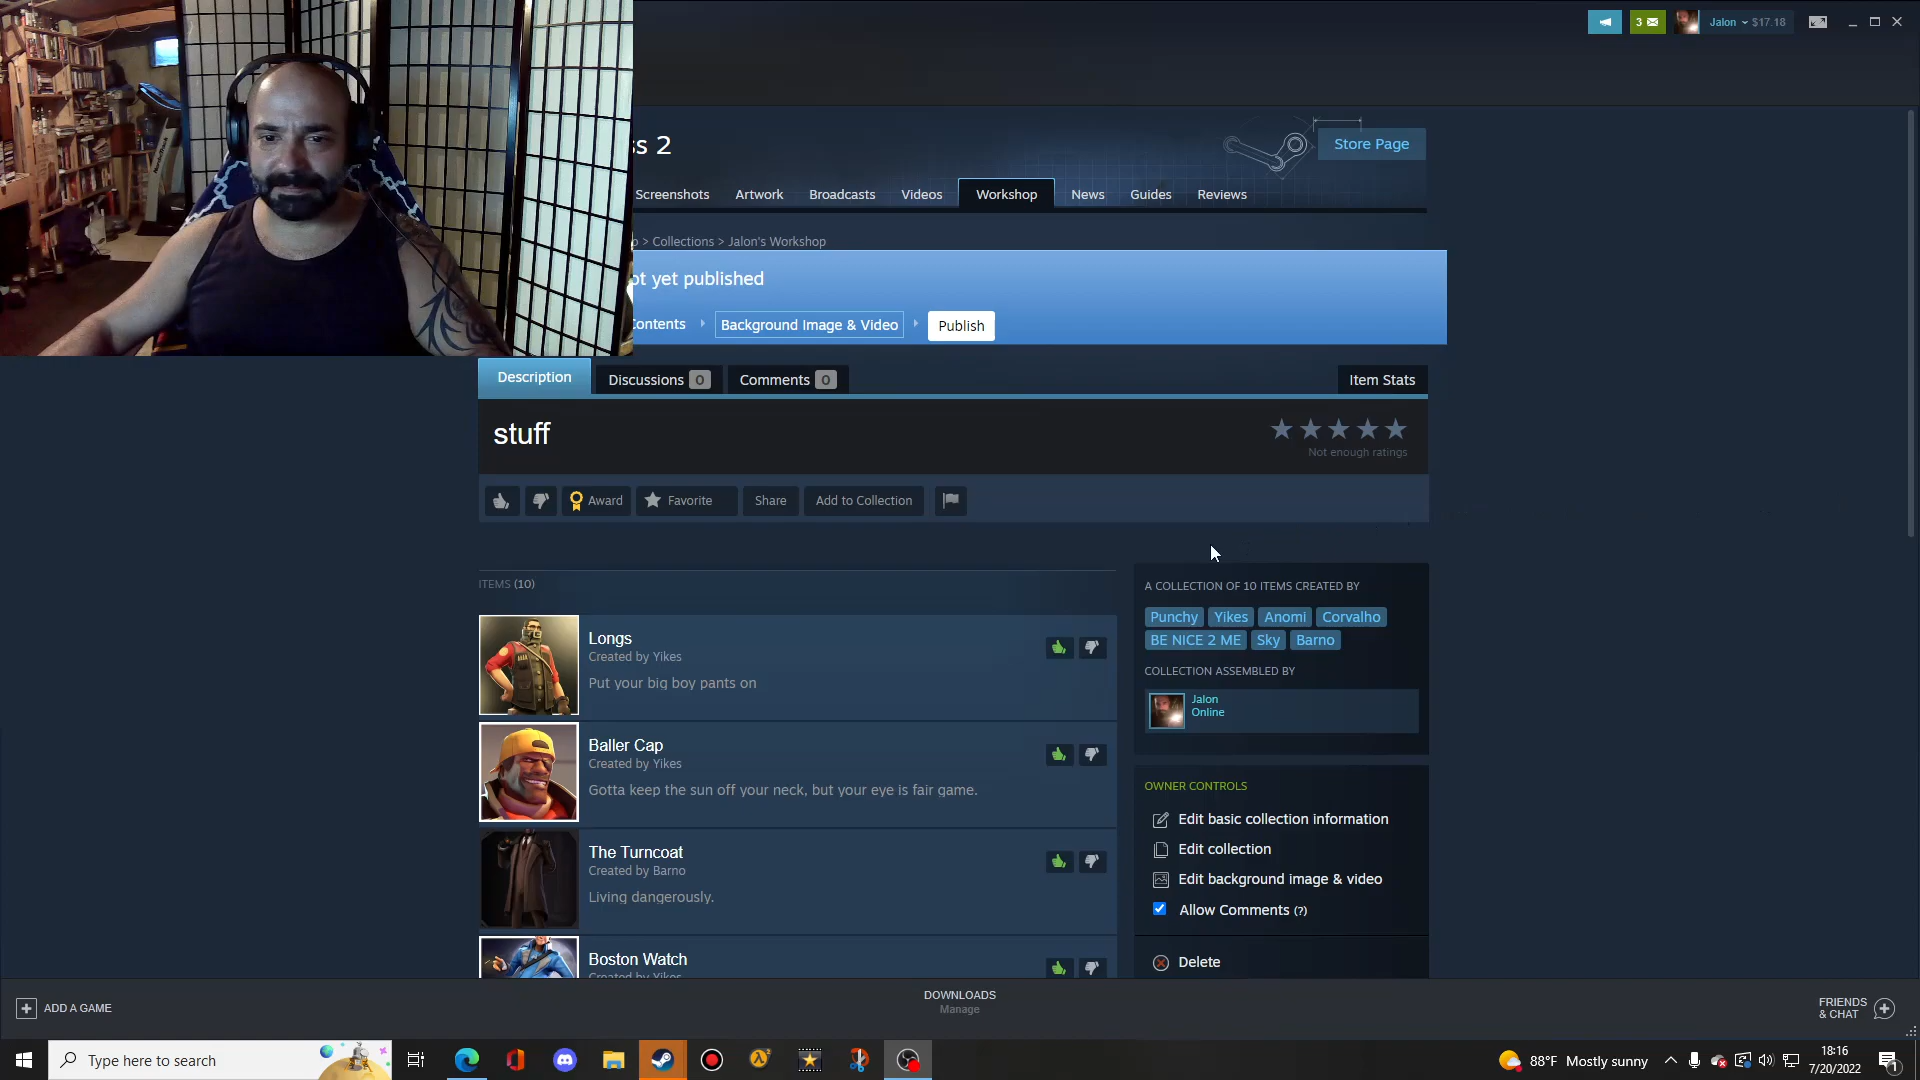 3
Jalon
$17.18
ss 2
Store Page
Screenshots
Artwork
Broadcasts
Videos
Workshop
News
Guides
Reviews
> Collections > Jalon's Workshop
ot yet published
Contents
Background Image & Video
Publish
Description
Discussions 0
Comments 0
Item Stats
stuff
Not enough ratings
Award
Favorite
Share
Add to Collection
ITEMS (10)
Longs
Created by Yikes
Put your big boy pants on
Baller Cap
Created by Yikes
Gotta keep the sun off your neck, but your eye is fair game.
The Turncoat
Created by Barno
Living dangerously.
Boston Watch
Created by Yikes
A COLLECTION OF 10 ITEMS CREATED BY
Punchy
Yikes
Anomi
Corvalho
BE NICE 2 ME
Sky
Barno
COLLECTION ASSEMBLED BY
Jalon
Online
OWNER CONTROLS
Edit basic collection information
Edit collection
Edit background image & video
Allow Comments (?)
Delete
ADD A GAME
DOWNLOADS
Manage
FRIENDS
& CHAT
Type here to search
88°F Mostly sunny
18:16
7/20/2022
1